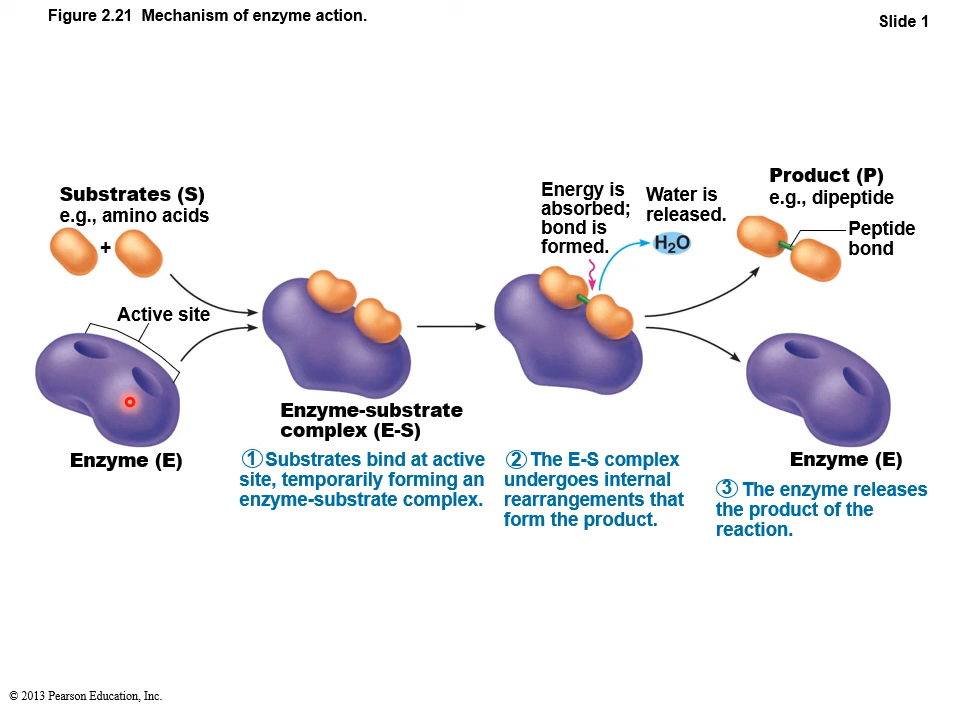 Figure 2.21 Mechanism of enzyme action.
Slide 1
Substrates (S)
e.g., amino acids
+
Active site
Enzyme (E)
Enzyme-substrate
complex (E-S)
1 Substrates bind at active
site, temporarily forming an
enzyme-substrate complex.
Energy is
absorbed;
bond is
formed.
Water is
released.
H₂O
2 The E-S complex
undergoes internal
rearrangements that
form the product.
Product (P)
e.g., dipeptide
Peptide
bond
Enzyme (E)
3 The enzyme releases
the product of the
reaction.
© 2013 Pearson Education, Inc.